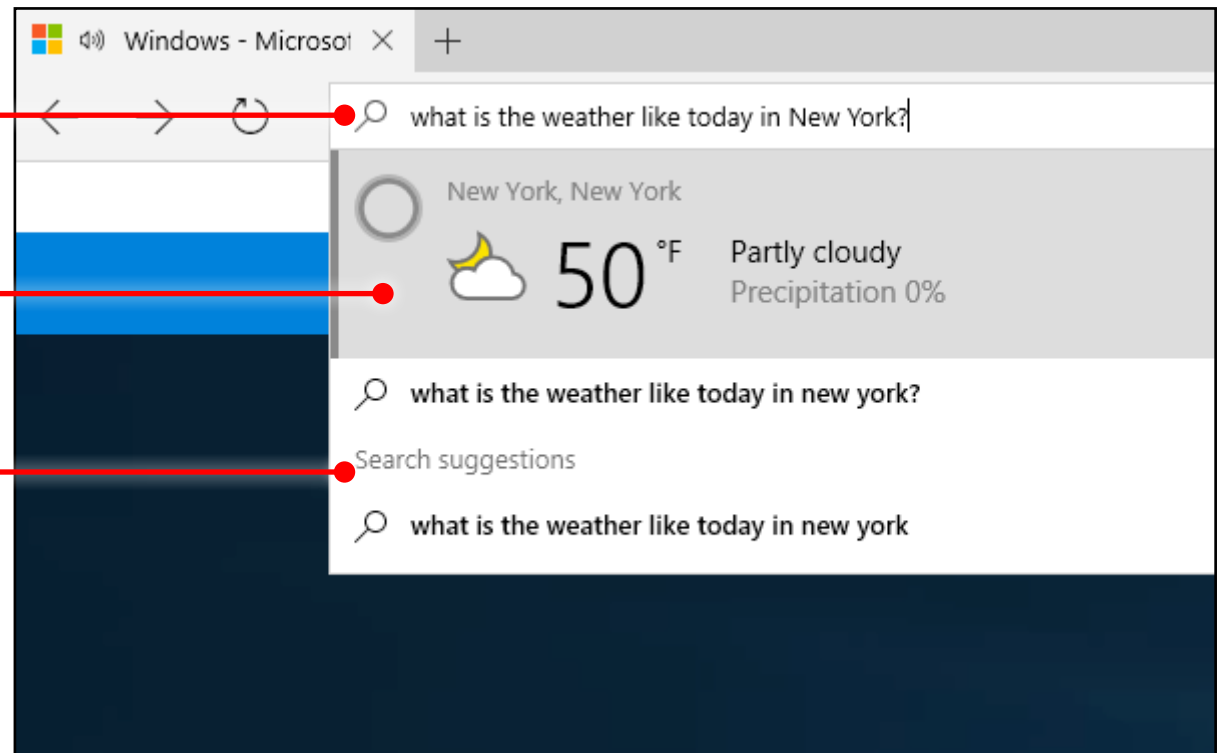 Windows - Microsof
what is the weather like today in New York?
New York, New York
50 °F
Partly cloudy
Precipitation 0%
what is the weather like today in new york?
Search suggestions
what is the weather like today in new york